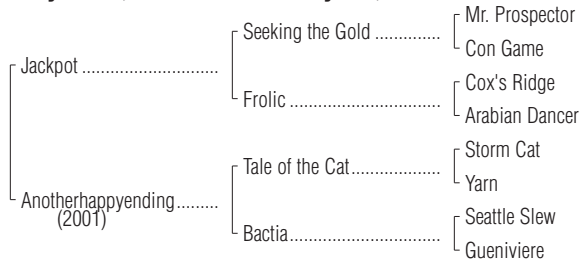 Mr. Prospector
Seeking the Gold ..............
Con Game
Jackpot .............................
Cox's Ridge
Frolic .................................
Arabian Dancer
Storm Cat
Tale of the Cat...................
Yarn
Anotherhappyending.........
(2001)
Seattle Slew
Bactia................................
Gueniviere